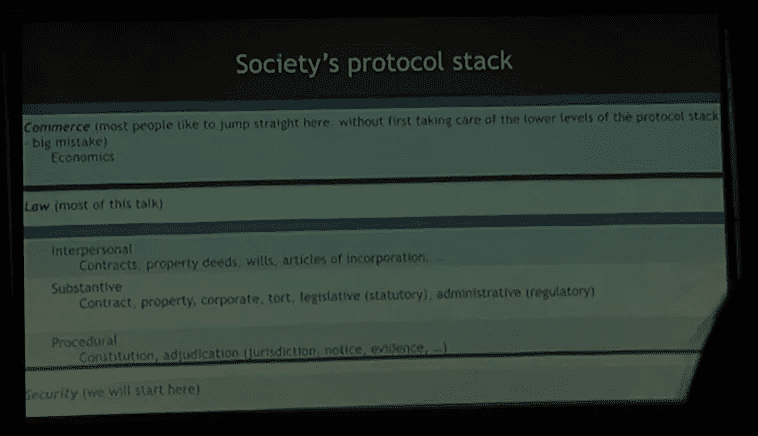 Society's protocol stack
Commerce (most people like to jump straight here, without first taking care of the lower levels of the protocol stack
- big mistake)
Economics
Law (most of this talk)
Interpersonal
Contracts, property deeds, wills, articles of incorporation, ...
Substantive
Contract, property, corporate, tort, legislative (statutory), administrative (regulatory)
Procedural
Constitution, adjudication (jurisdiction, notice, evidence, ...)
Security (we will start here)